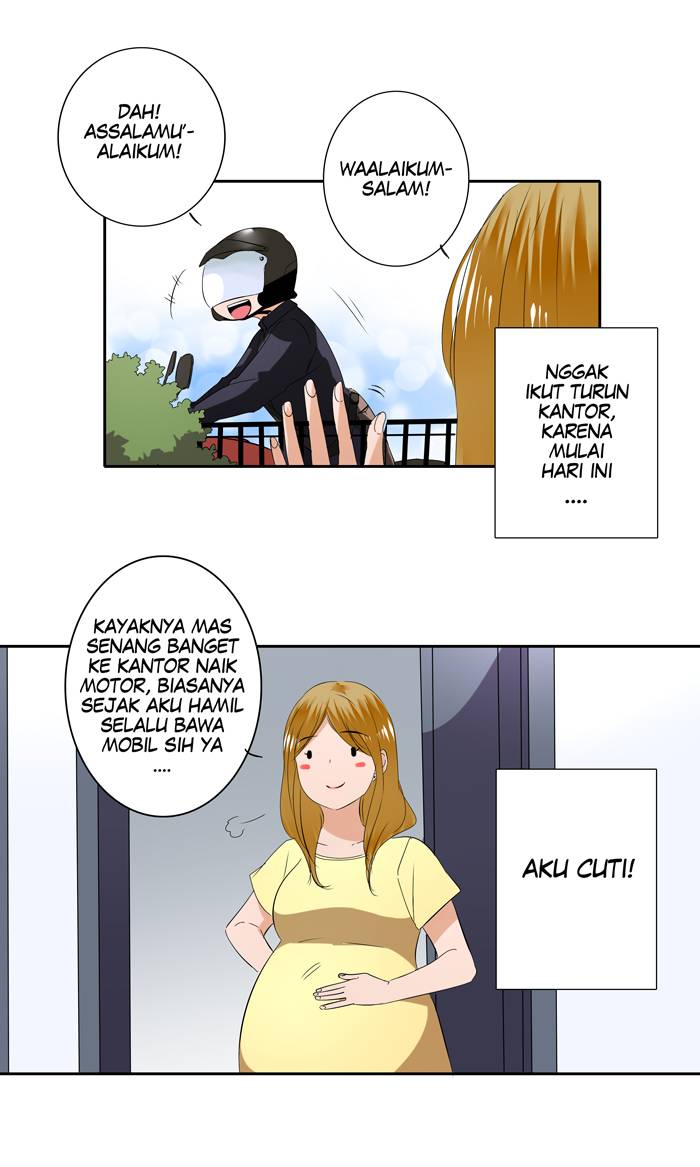 DAH!
ASSALAMU'-
ALAIKUM!
WAALAIKUM-
SALAM!
NGGAK
IKUT TURUN
KANTOR,
KARENA
MULAI
HARI INI
....
KAYAKNYA MAS
SENANG BANGET
KE KANTOR NAIK
MOTOR, BIASANYA
SEJAK AKU HAMIL
SELALU BAWA
MOBIL SIH YA
....
AKU CUTI!